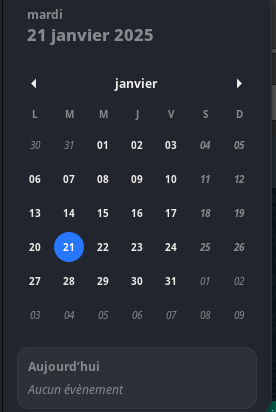 mardi
21 janvier 2025
janvier
L M M J V S D
30 31 01 02 03 04 05
06 07 08 09 10 11 12
13 14 15 16 17 18 19
20 21 22 23 24 25 26
27 28 29 30 31 01 02
03 04 05 06 07 08 09
Aujourd’hui
Aucun évènement